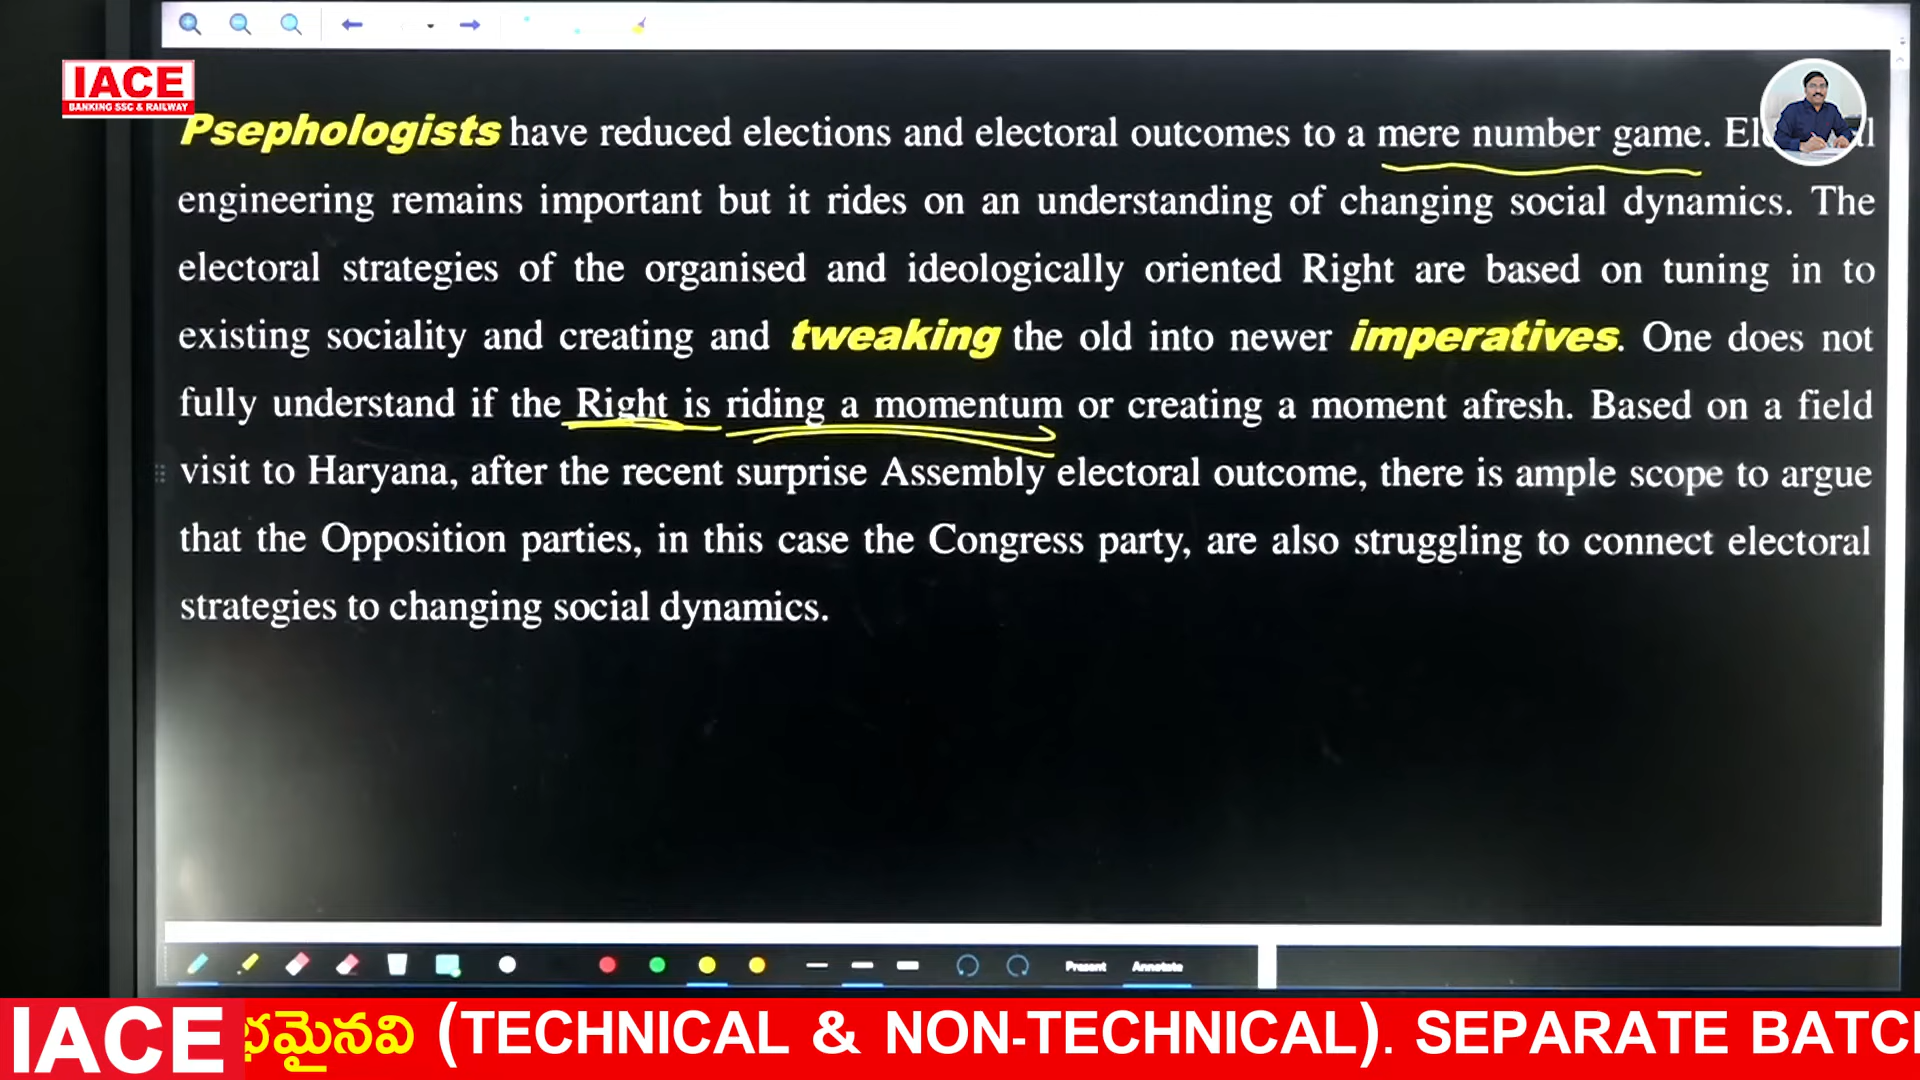 IACE
BANKING SSC & RAILWAY
Psephologists have reduced elections and electoral outcomes to a mere number game.
engineering remains important but it rides on an understanding of changing social dynamics. The
electoral strategies of the organised and ideologically oriented Right are based on tuning in to
existing sociality and creating and tweaking the old into newer imperatives. One does not
fully understand if the Right is riding a momentum or creating a moment afresh. Based on a field
visit to Haryana, after the recent surprise Assembly electoral outcome, there is ample scope to argue
that the Opposition parties, in this case the Congress party, are also struggling to connect electoral
strategies to changing social dynamics.
Present Annotate
IACE (TECHNICAL & NON-TECHNICAL). SEPARATE